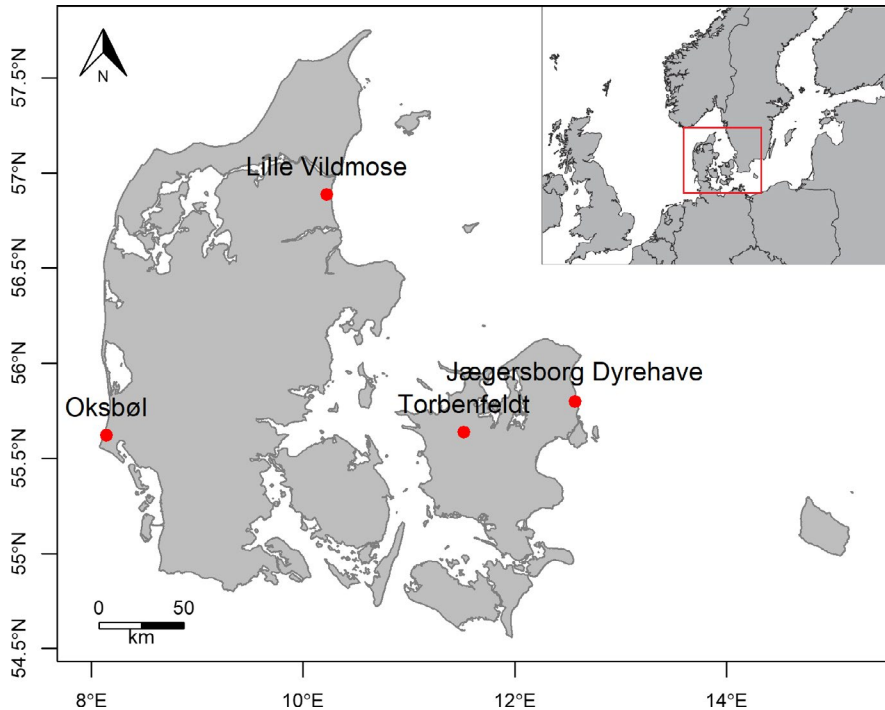 N
57.5°N
57°N
56.5°N
56°N
55.5°N
55°N
54.5°N
Lille Vildmose
Jægersborg Dyrehave
Torbenfeldt
Oksbøl
0 50
km
8°E 10°E 12°E 14°E